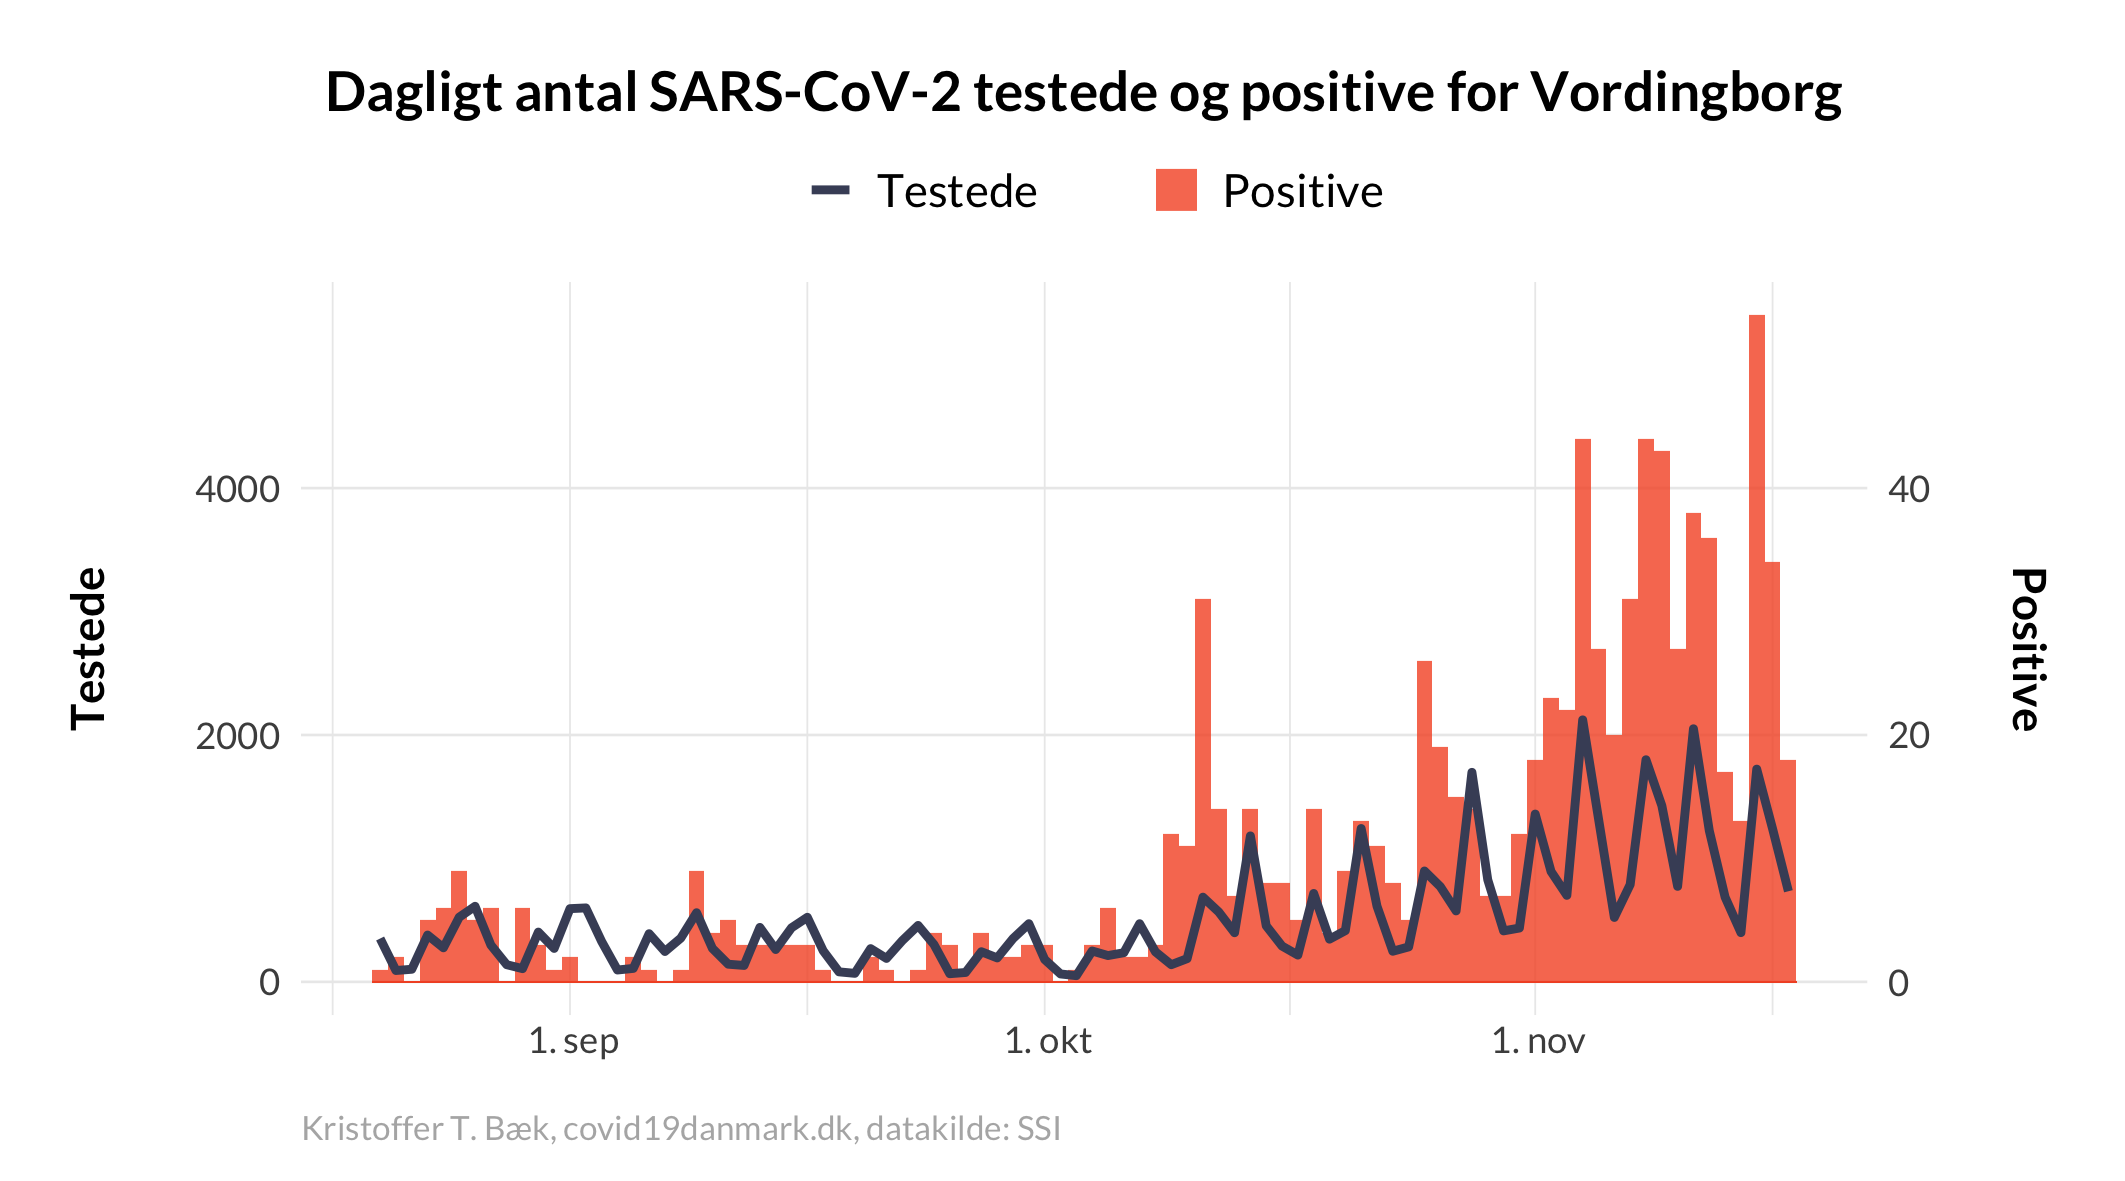 Dagligt antal SARS-CoV-2 testede og positive for Vordingborg
Testede
Positive
Testede
4000
2000
0
40
20
0
Positive
1. sep
1. okt
1. nov
Kristoffer T. Bæk, covid19danmark.dk, datakilde: SSI